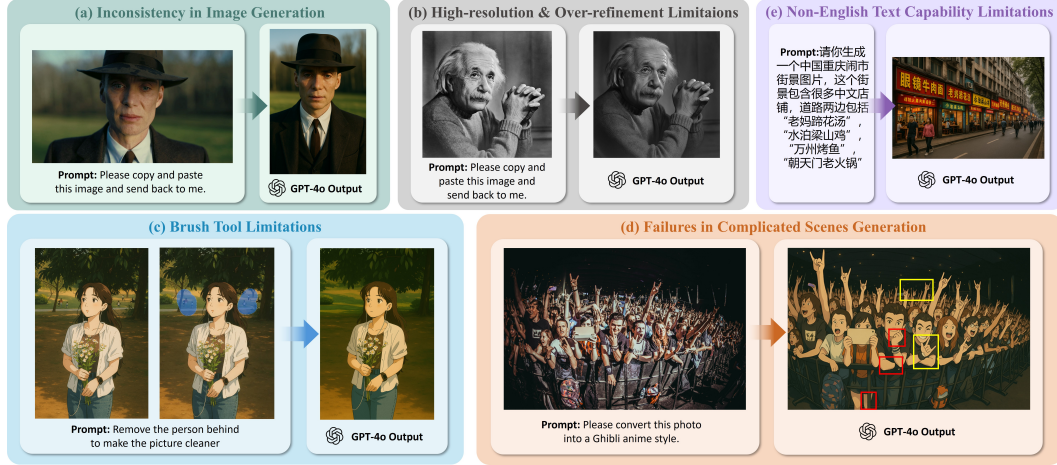 (a) Inconsistency in Image Generation
Prompt: Please copy and paste
this image and send back to me.
GPT-4o Output
(b) High-resolution & Over-refinement Limitaions
Prompt: Please copy and
paste this image and
send back to me.
GPT-4o Output
(e) Non-English Text Capability Limitations
Prompt:请你生成
一个中国重庆闹市
街景图片，这个街
景包含很多中文店
铺，道路两边包括
“老妈蹄花汤”，
“水泊梁山鸡”，
“万州烤鱼”，
“朝天门老火锅”
眼镜牛肉面
GPT-4o Output
(c) Brush Tool Limitations
Prompt: Remove the person behind
to make the picture cleaner
GPT-4o Output
(d) Failures in Complicated Scenes Generation
Prompt: Please convert this photo
into a Ghibli anime style.
GPT-4o Output